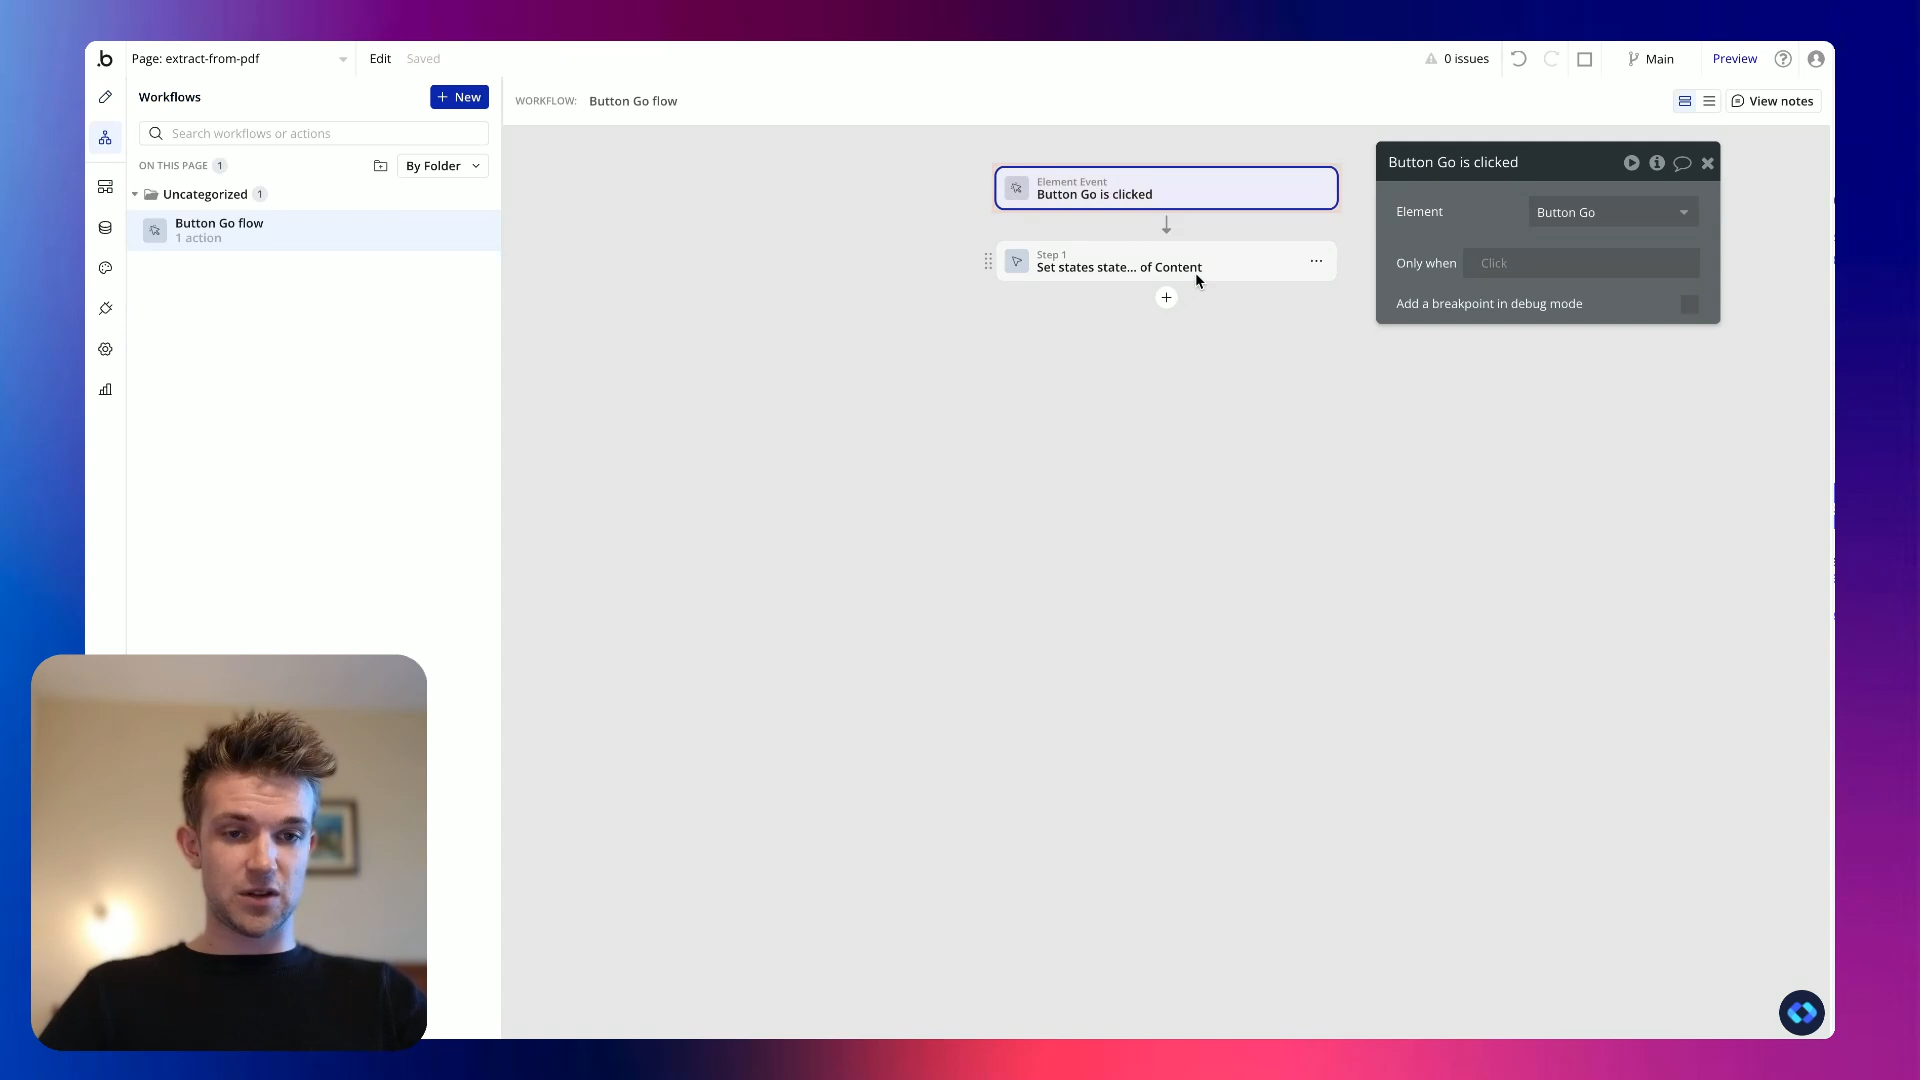 .b
Page: extract-from-pdf
Edit
Saved
0 issues
Main
Preview
Workflows
+ New
Search workflows or actions
ON THIS PAGE 1
By Folder
Uncategorized 1
Button Go flow
1 action
WORKFLOW: Button Go flow
View notes
Element Event
Button Go is clicked
Step 1
Set states state... of Content
Button Go is clicked
Element
Button Go
Only when
Click
Add a breakpoint in debug mode